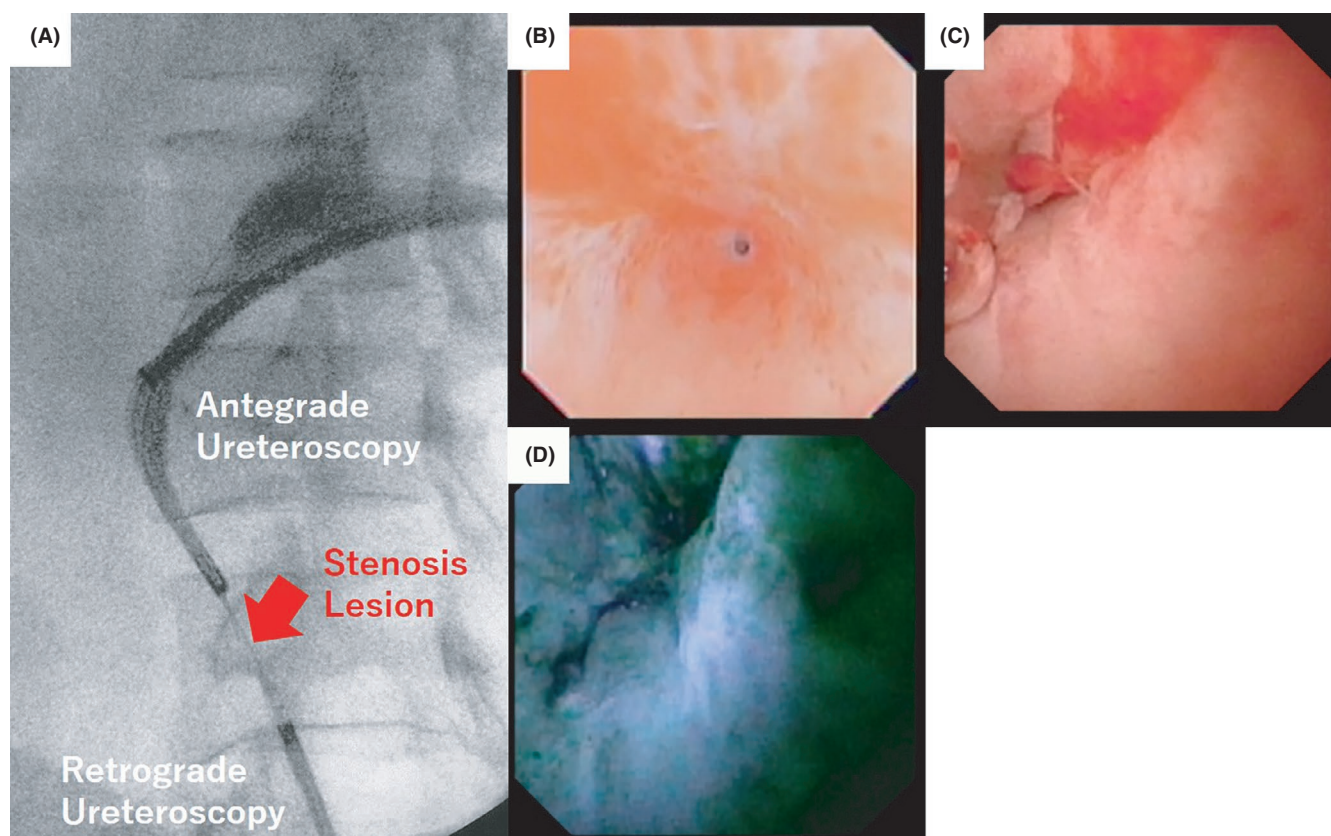 (A)
(B)
(C)
Antegrade
Ureteroscopy
(D)
Stenosis
Lesion
Retrograde
Ureteroscopy